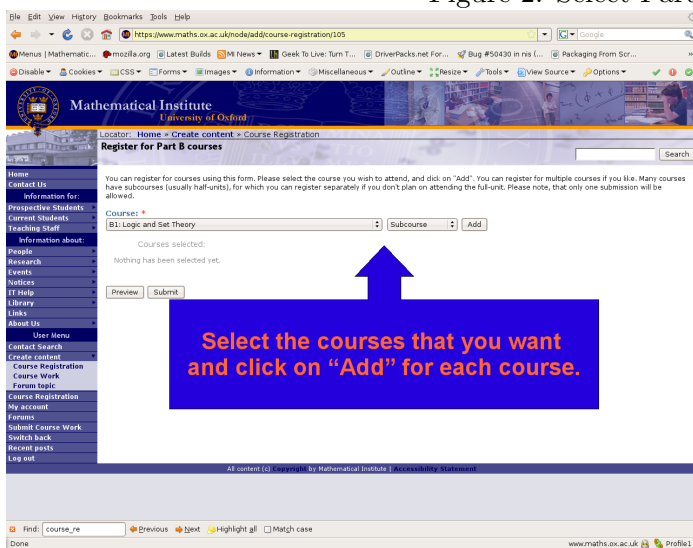 File Edit View History Bookmarks Tools Help
https://www.maths.ox.ac.uk/node/add/course-registration/105
Google
Menus | Mathematic... mozilla.org Latest Builds MI News Geek To Live: Turn T... DriverPacks.net For... Bug #50430 in nis (... Packaging From Scr... »
Disable Cookies CSS Forms Images Information Miscellaneous Outline Resize Tools View Source Options
Mathematical Institute
University of Oxford
Locator: Home » Create content » Course Registration
Register for Part B courses
Search
Home
Contact Us
Information for:
Prospective Students
Current Students
Teaching Staff
Information about:
People
Research
Events
Notices
IT Help
Library
Links
About Us
User Menu
Contact Search
Create content
Course Registration
Course Work
Forum topic
Course Registration
My account
Forums
Submit Course Work
Switch back
Recent posts
Log out
You can register for courses using this form. Please select the course you wish to attend, and click on "Add". You can register for multiple courses if you like. Many courses
have subcourses (usually half-units), for which you can register separately if you don't plan on attending the full-unit. Please note, that only one submission will be
allowed.
Course: *
B1: Logic and Set Theory Subcourse Add
Courses selected:
Nothing has been selected yet.
Preview Submit
Select the courses that you want
and click on “Add” for each course.
All content (c) Copyright by Mathematical Institute | Accessibility Statement
Find: course_re Previous Next Highlight all Match case
Done www.maths.ox.ac.uk Profile1